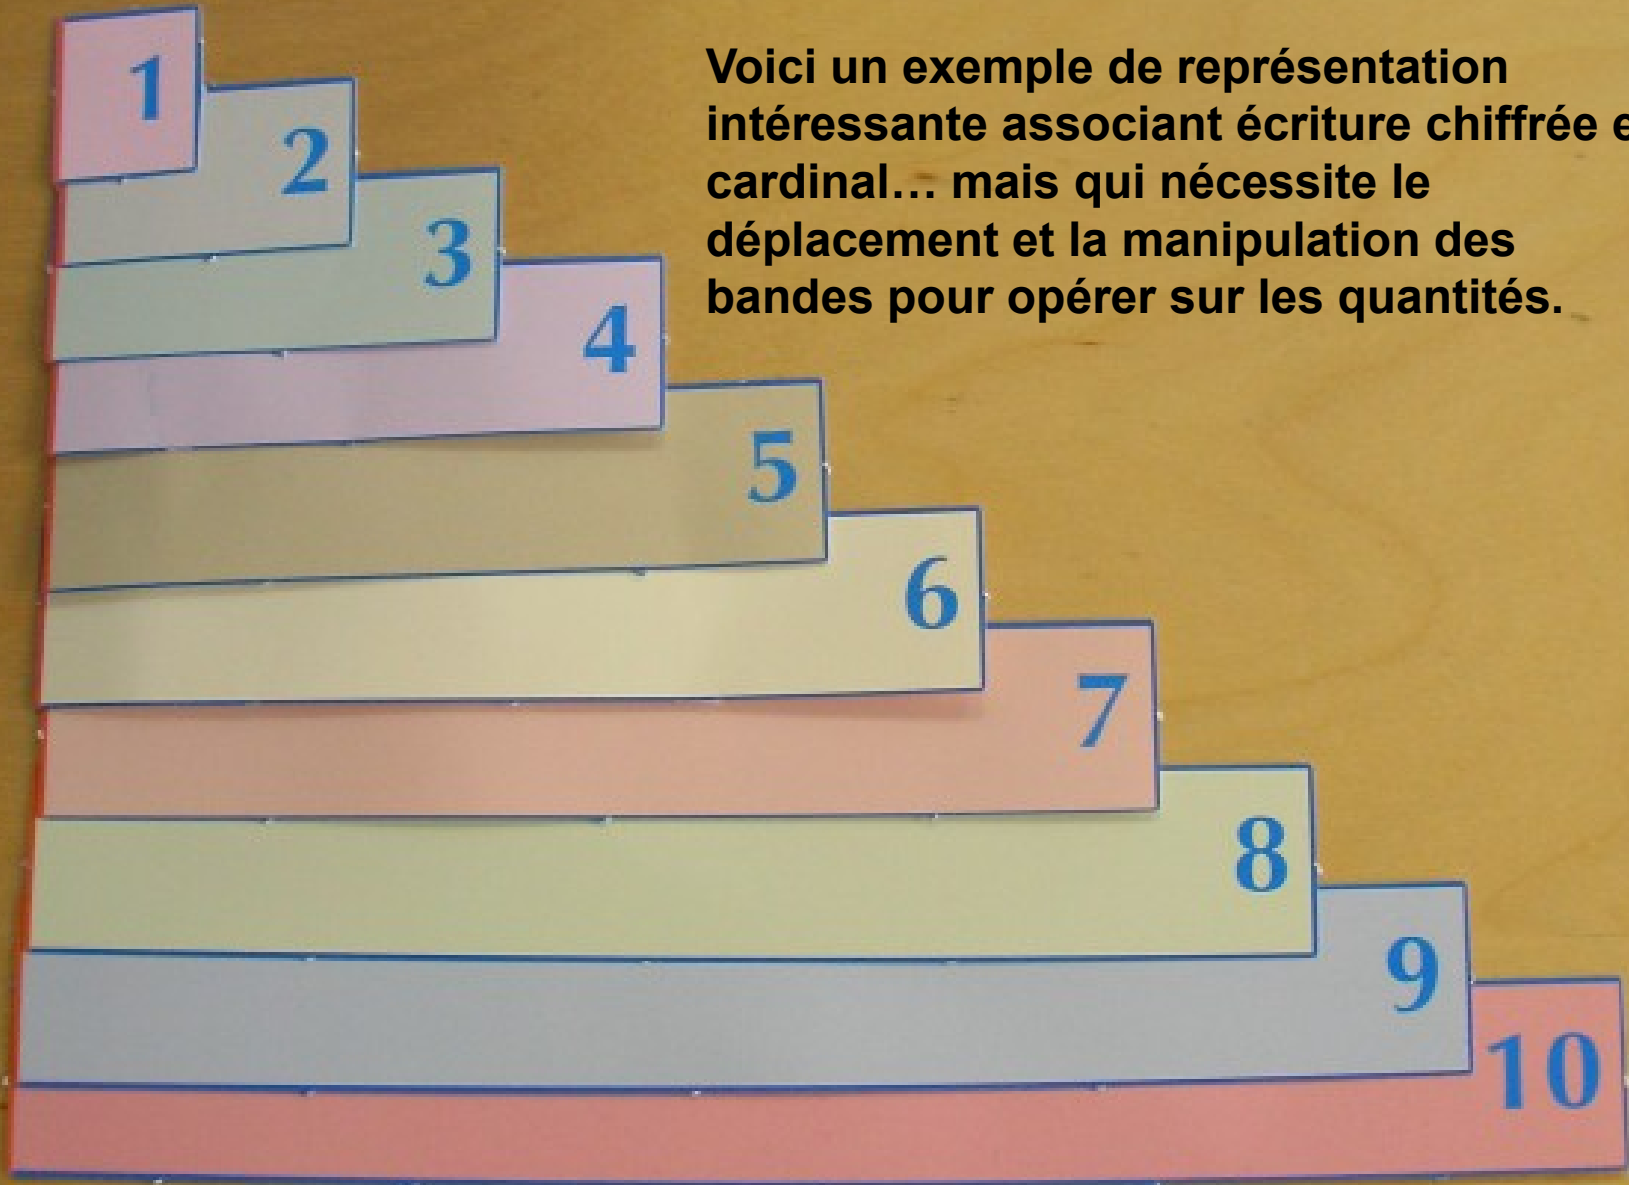 1
Voici un exemple de représentation
intéressante associant écriture chiffrée e
cardinal… mais qui nécessite le
déplacement et la manipulation des
bandes pour opérer sur les quantités.
2
3
4
5
6
7
8
9
10